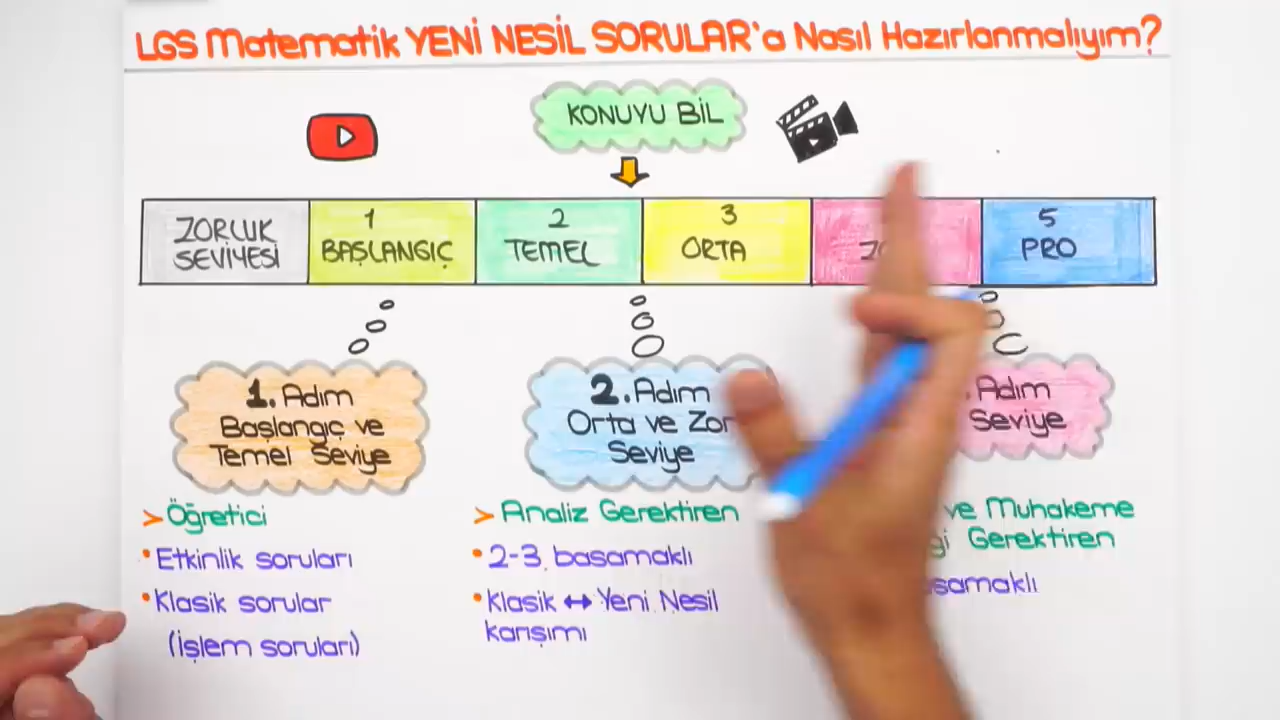 LGS Matematik YENİ NESİL SORULAR'a Nasıl Hazırlanmalıyım?
KONUYU BİL
ZORLUK
SEVİYESİ
1
BAŞLANGIÇ
2
TEMEL
3
ORTA
5
PRO
1. Adım
Başlangıç ve
Temel Seviye
2. Adım
Orta ve Zor
Seviye
Adım
Seviye
> Öğretici
• Etkinlik soruları
• Klasik sorular
(İşlem soruları)
> Analiz Gerektiren
• 2-3 basamaklı
• Klasik ↔ Yeni Nesil
karışımı
ve Muhakeme
Gerektiren